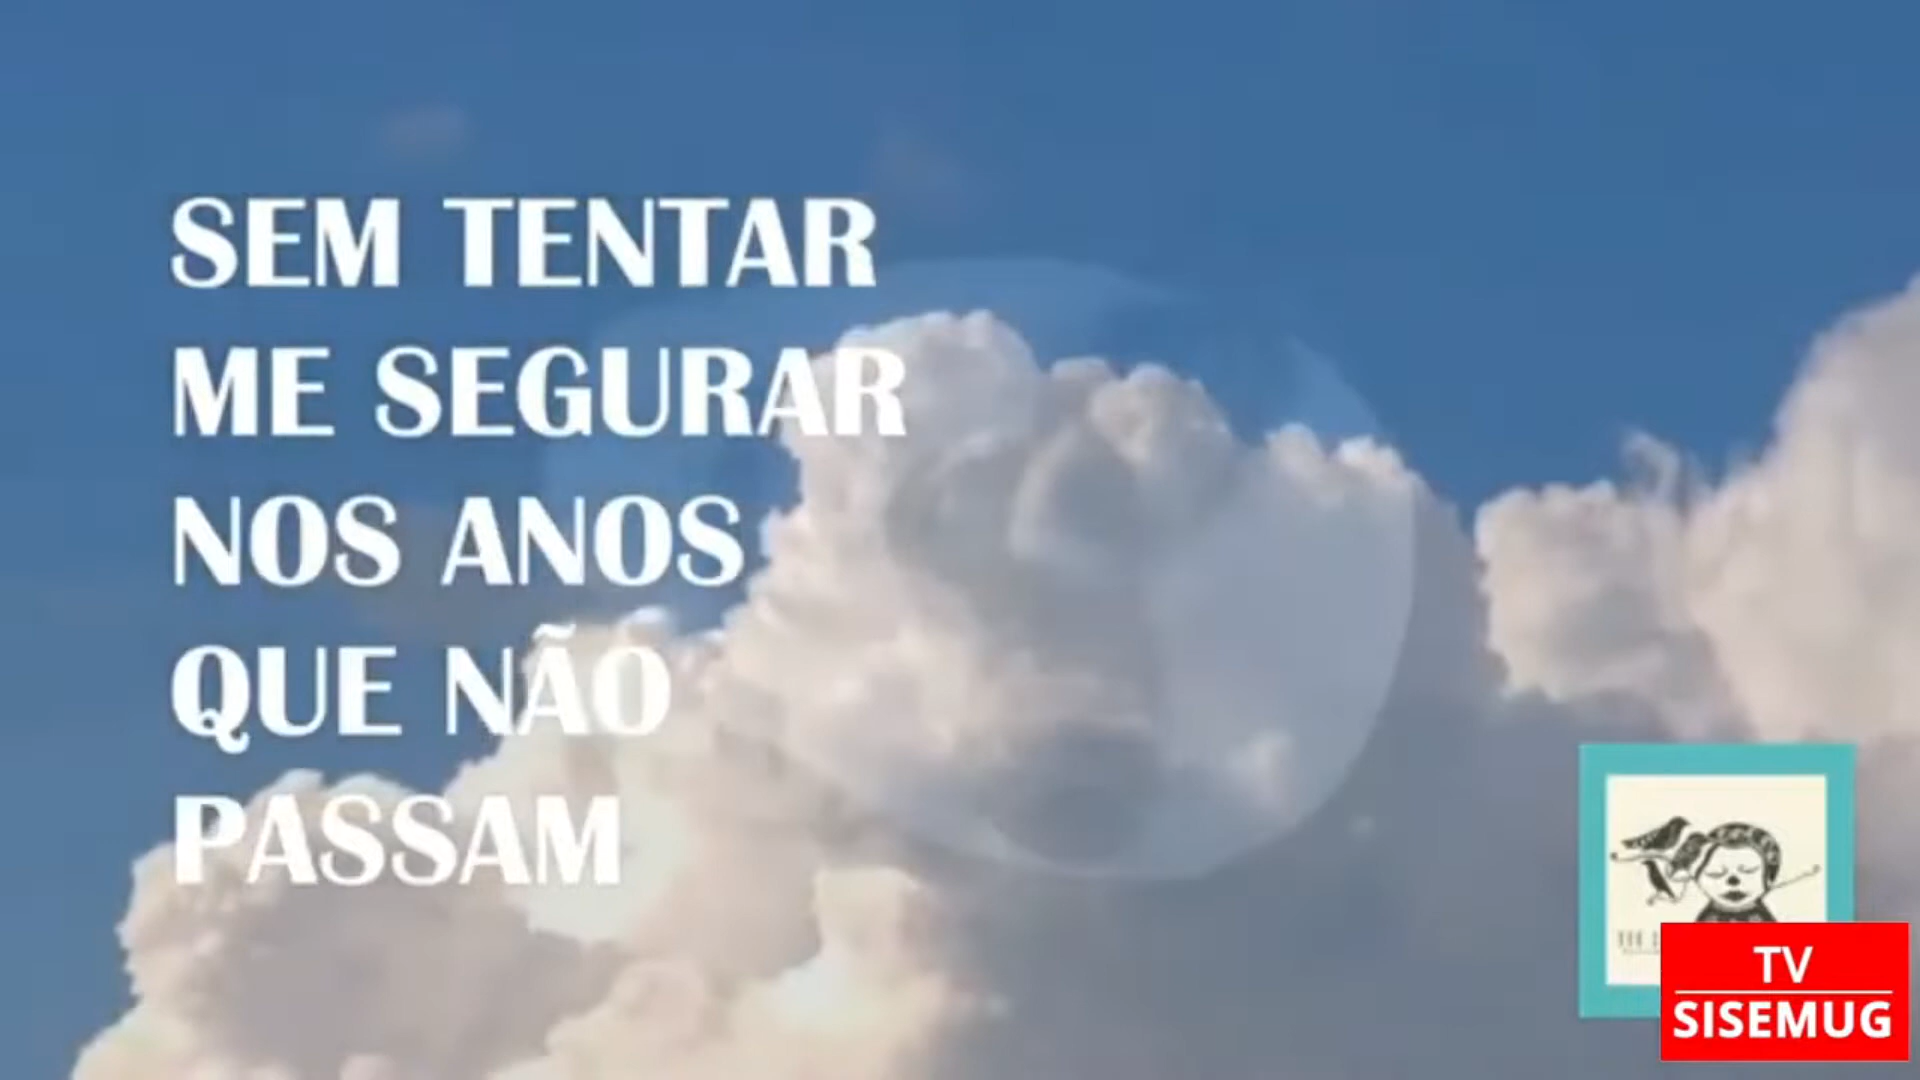 SEM TENTAR
ME SEGURAR
NOS ANOS
QUE NÃO
PASSAM
TV
SISEMUG